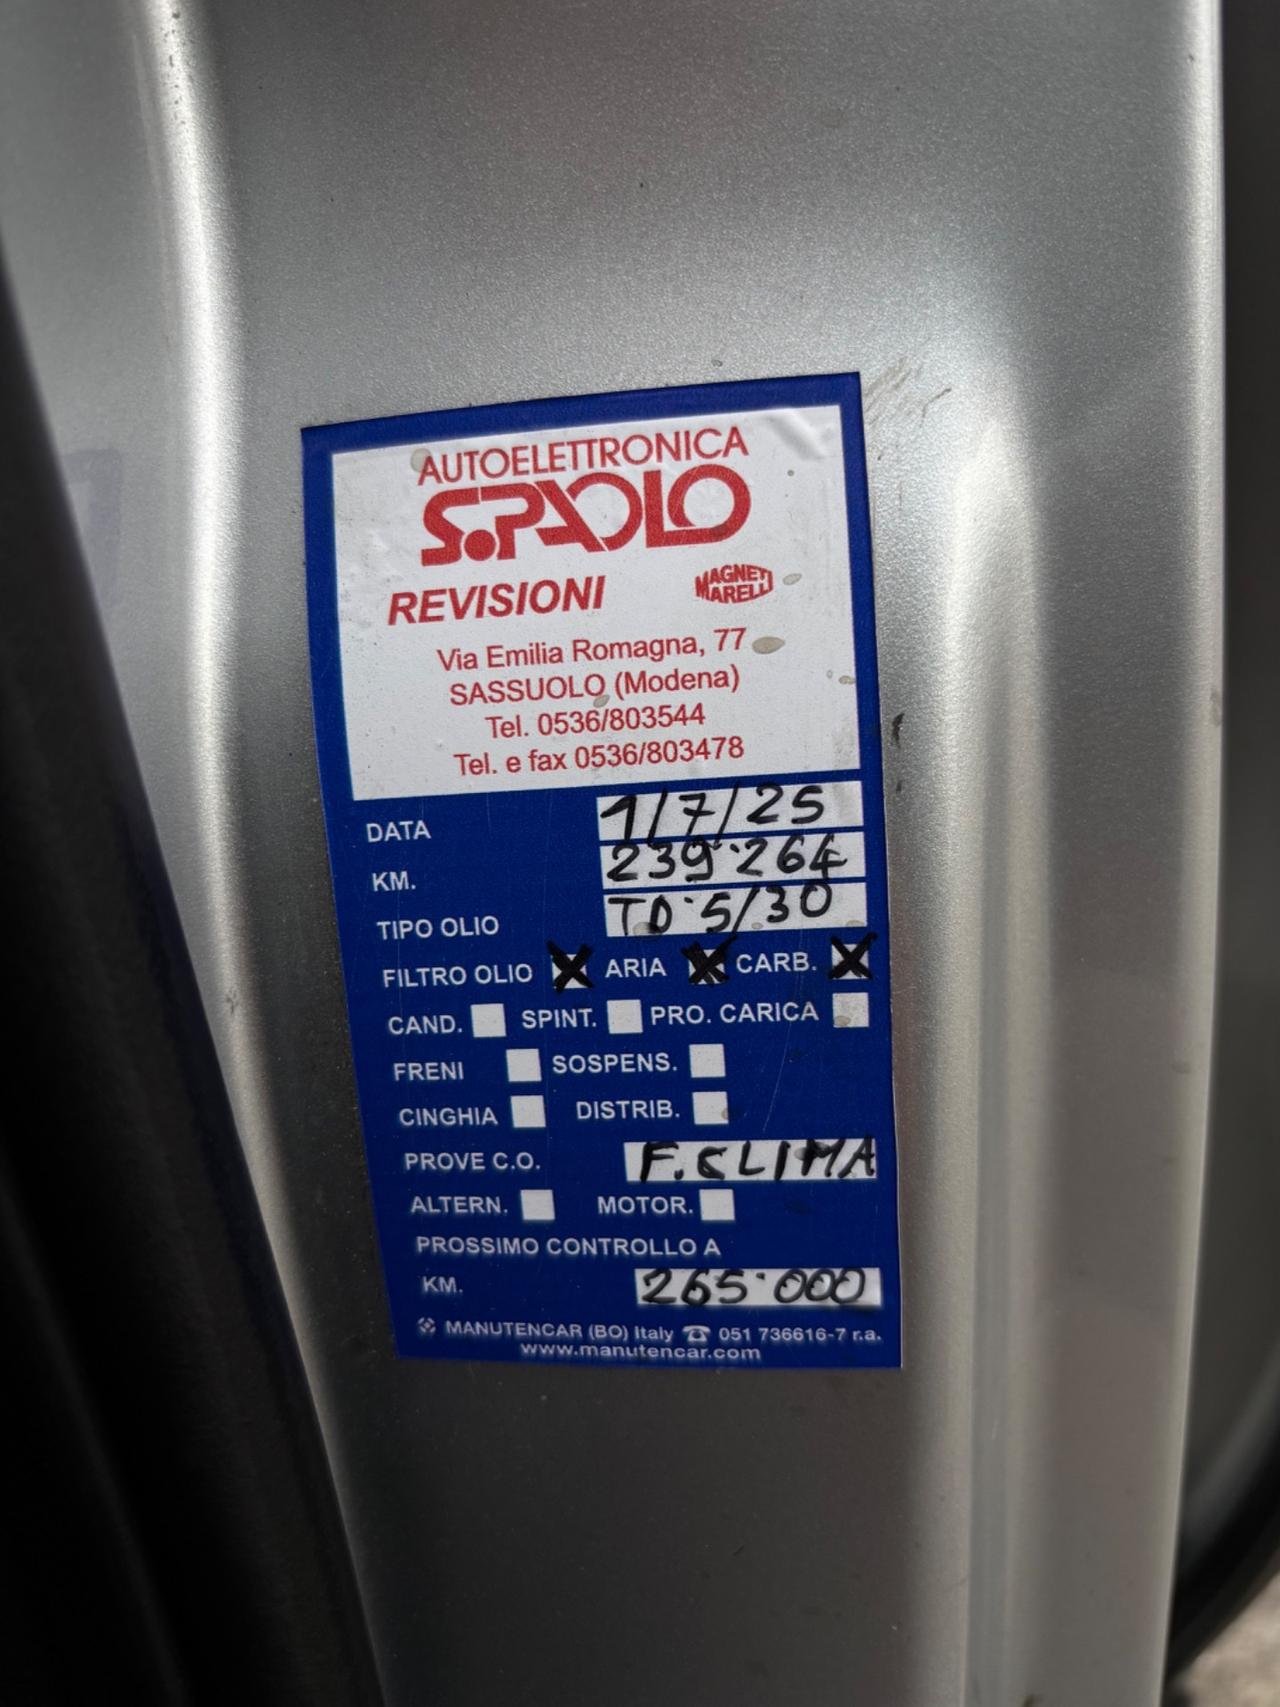 AUTOELETTRONICA
S.PAOLO
REVISIONI MAGNETI MARELLI
Via Emilia Romagna, 77
SASSUOLO (Modena)
Tel. 0536/803544
Tel. e fax 0536/803478
DATA 1/7/25
KM. 239˙264
TIPO OLIO TD˙5/30
FILTRO OLIO X ARIA X CARB. X
CAND. SPINT. PRO. CARICA
FRENI SOSPENS.
CINGHIA DISTRIB.
PROVE C.O. F.CLIMA
ALTERN. MOTOR.
PROSSIMO CONTROLLO A
KM. 265˙000
MANUTENCAR (BO) Italy ☎ 051 736616-7 r.a.
www.manutencar.com